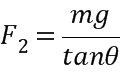 F₂ = mg / tanθ